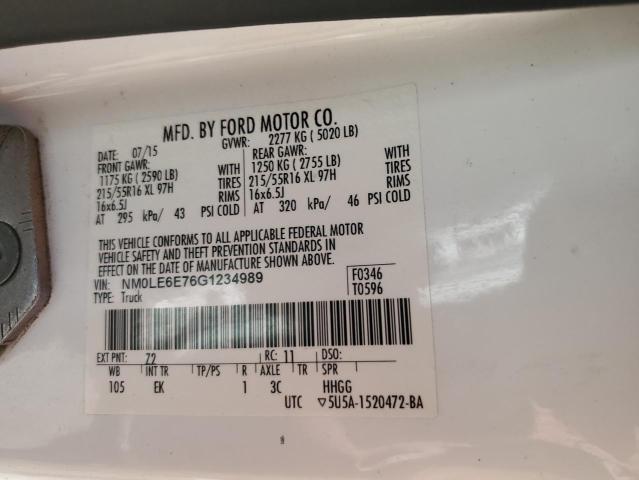 MFD. BY FORD MOTOR CO.
DATE: 07/15 GVWR: 2277 KG ( 5020 LB)
FRONT GAWR: REAR GAWR:
1175 KG ( 2590 LB) WITH 1250 KG ( 2755 LB) WITH
215/55R16 XL 97H TIRES 215/55R16 XL 97H TIRES
16x6.5J RIMS 16x6.5J RIMS
AT 295 kPa/ 43 PSI COLD AT 320 kPa/ 46 PSI COLD
THIS VEHICLE CONFORMS TO ALL APPLICABLE FEDERAL MOTOR
VEHICLE SAFETY AND THEFT PREVENTION STANDARDS IN
EFFECT ON THE DATE OF MANUFACTURE SHOWN ABOVE.
VIN: NM0LE6E76G1234989 F0346
TYPE: Truck T0596
EXT PNT: Z2 RC: 11 DSO:
WB INT TR TP/PS R AXLE TR SPR
105 EK 1 3C HHGG
UTC ▽5U5A-1520472-BA